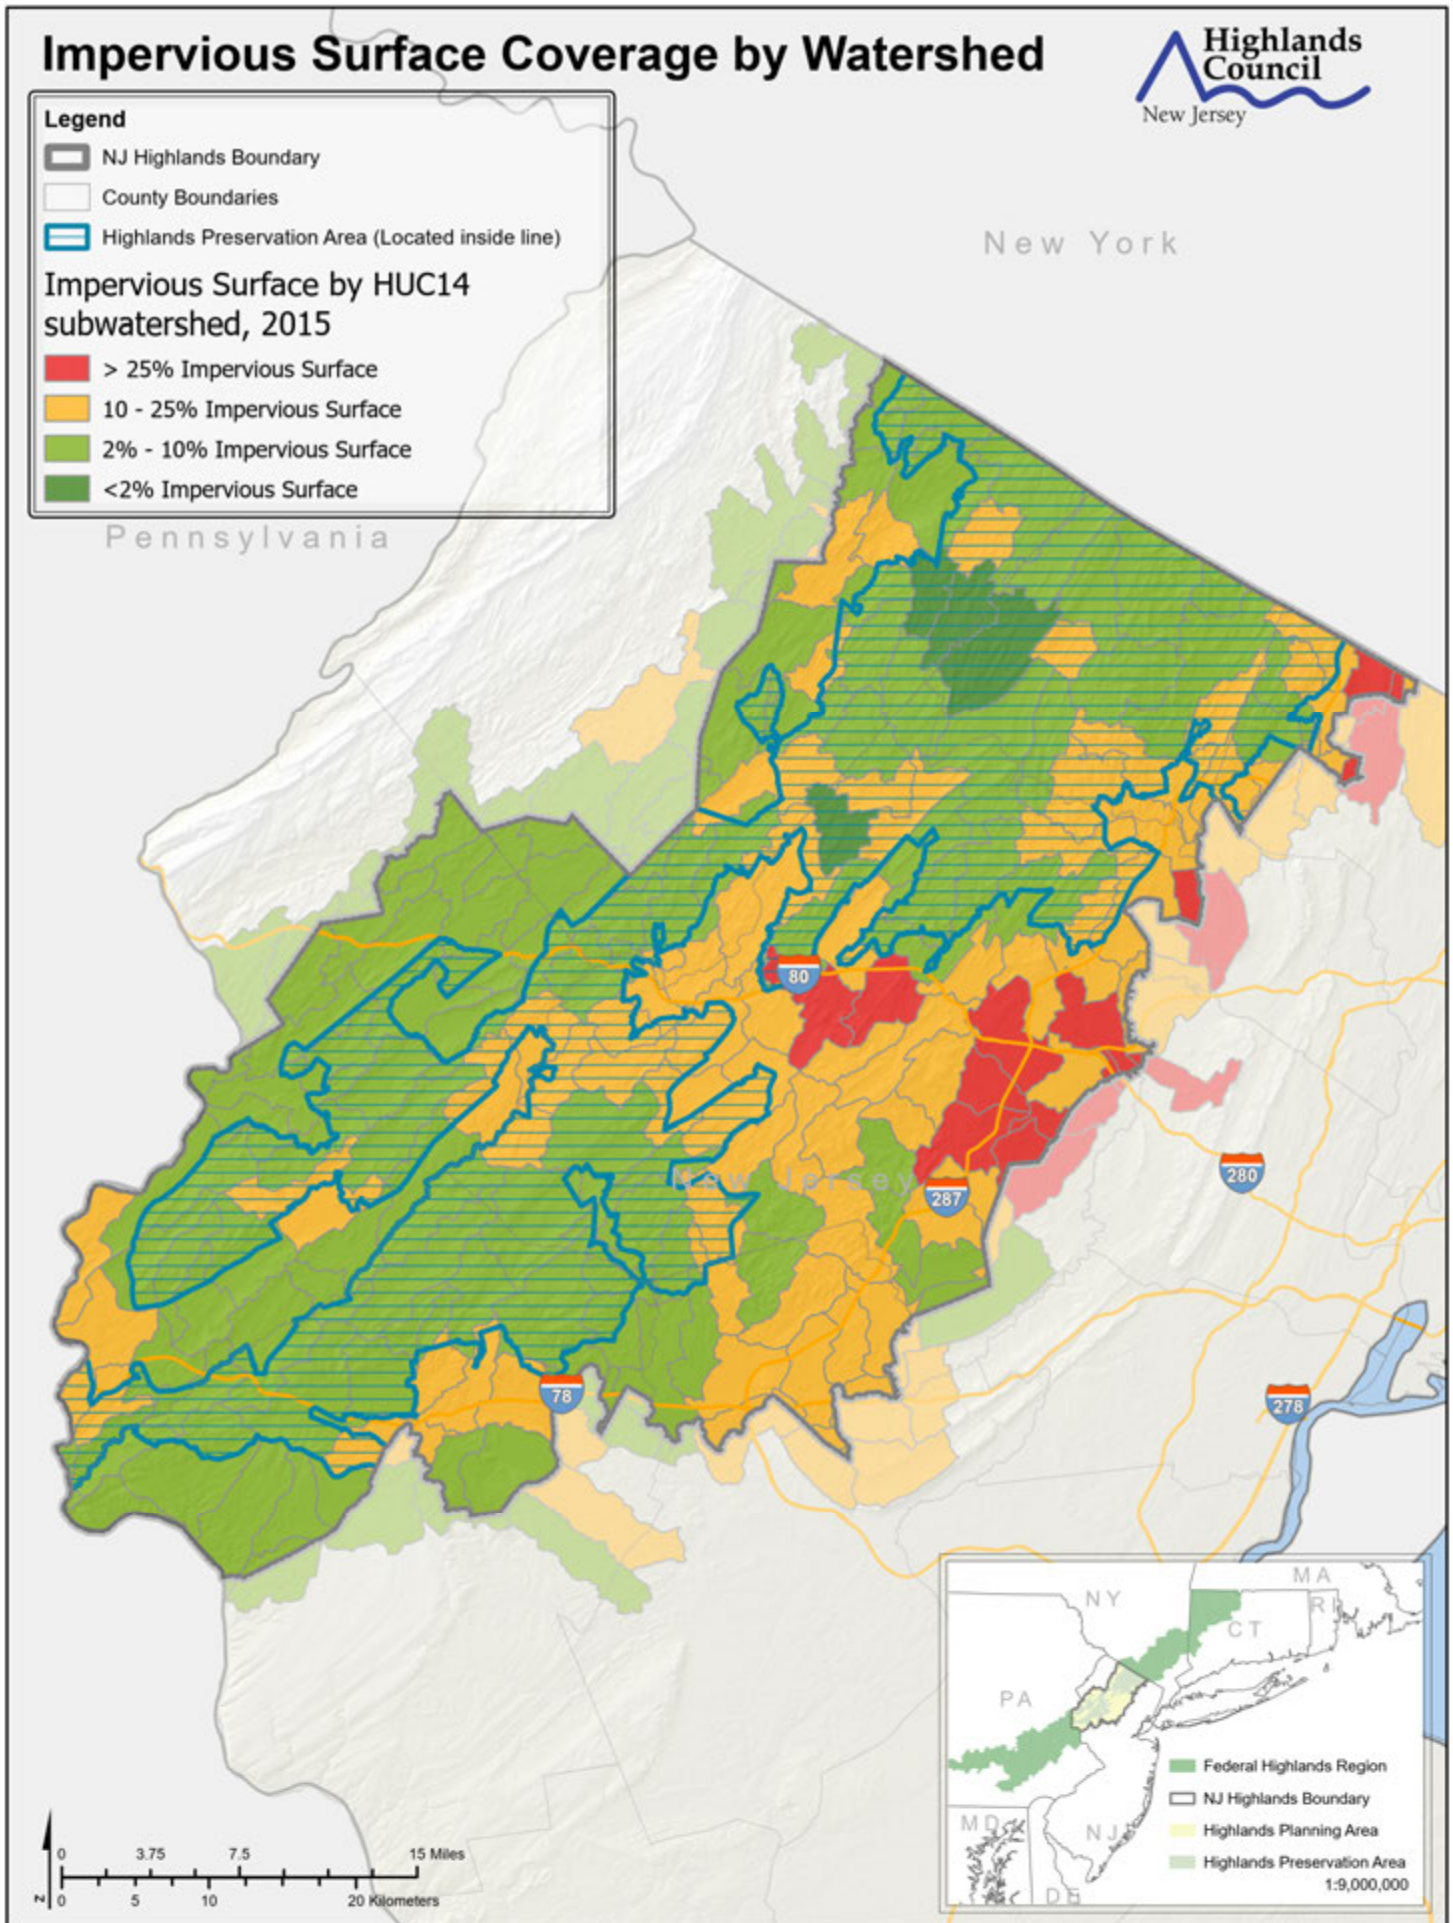 Impervious Surface Coverage by Watershed
Highlands
Council
New Jersey
Legend
NJ Highlands Boundary
County Boundaries
Highlands Preservation Area (Located inside line)
Impervious Surface by HUC14
subwatershed, 2015
> 25% Impervious Surface
10 - 25% Impervious Surface
2% - 10% Impervious Surface
<2% Impervious Surface
New York
Pennsylvania
80
New Jersey
287
280
78
278
NY
MA
RI
CT
PA
Federal Highlands Region
NJ Highlands Boundary
MD
NJ
Highlands Planning Area
Highlands Preservation Area
DE
1:9,000,000
0 3.75 7.5 15 Miles
N
0 5 10 20 Kilometers